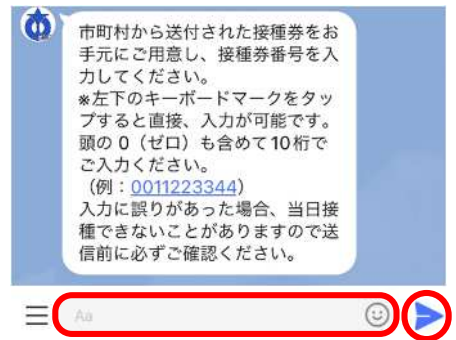 市町村から送付された接種券をお
手元にご用意し、接種券番号を入
力してください。
※左下のキーボードマークをタッ
プすると直接、入力が可能です。
頭の 0（ゼロ）も含めて10桁で
ご入力ください。
（例：0011223344）
入力に誤りがあった場合、当日接
種できないことがありますので送
信前に必ずご確認ください。
Aa